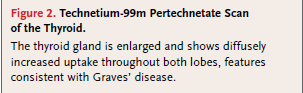 Figure 2. Technetium-99m Pertechnetate Scan
of the Thyroid.
The thyroid gland is enlarged and shows diffusely
increased uptake throughout both lobes, features
consistent with Graves’ disease.